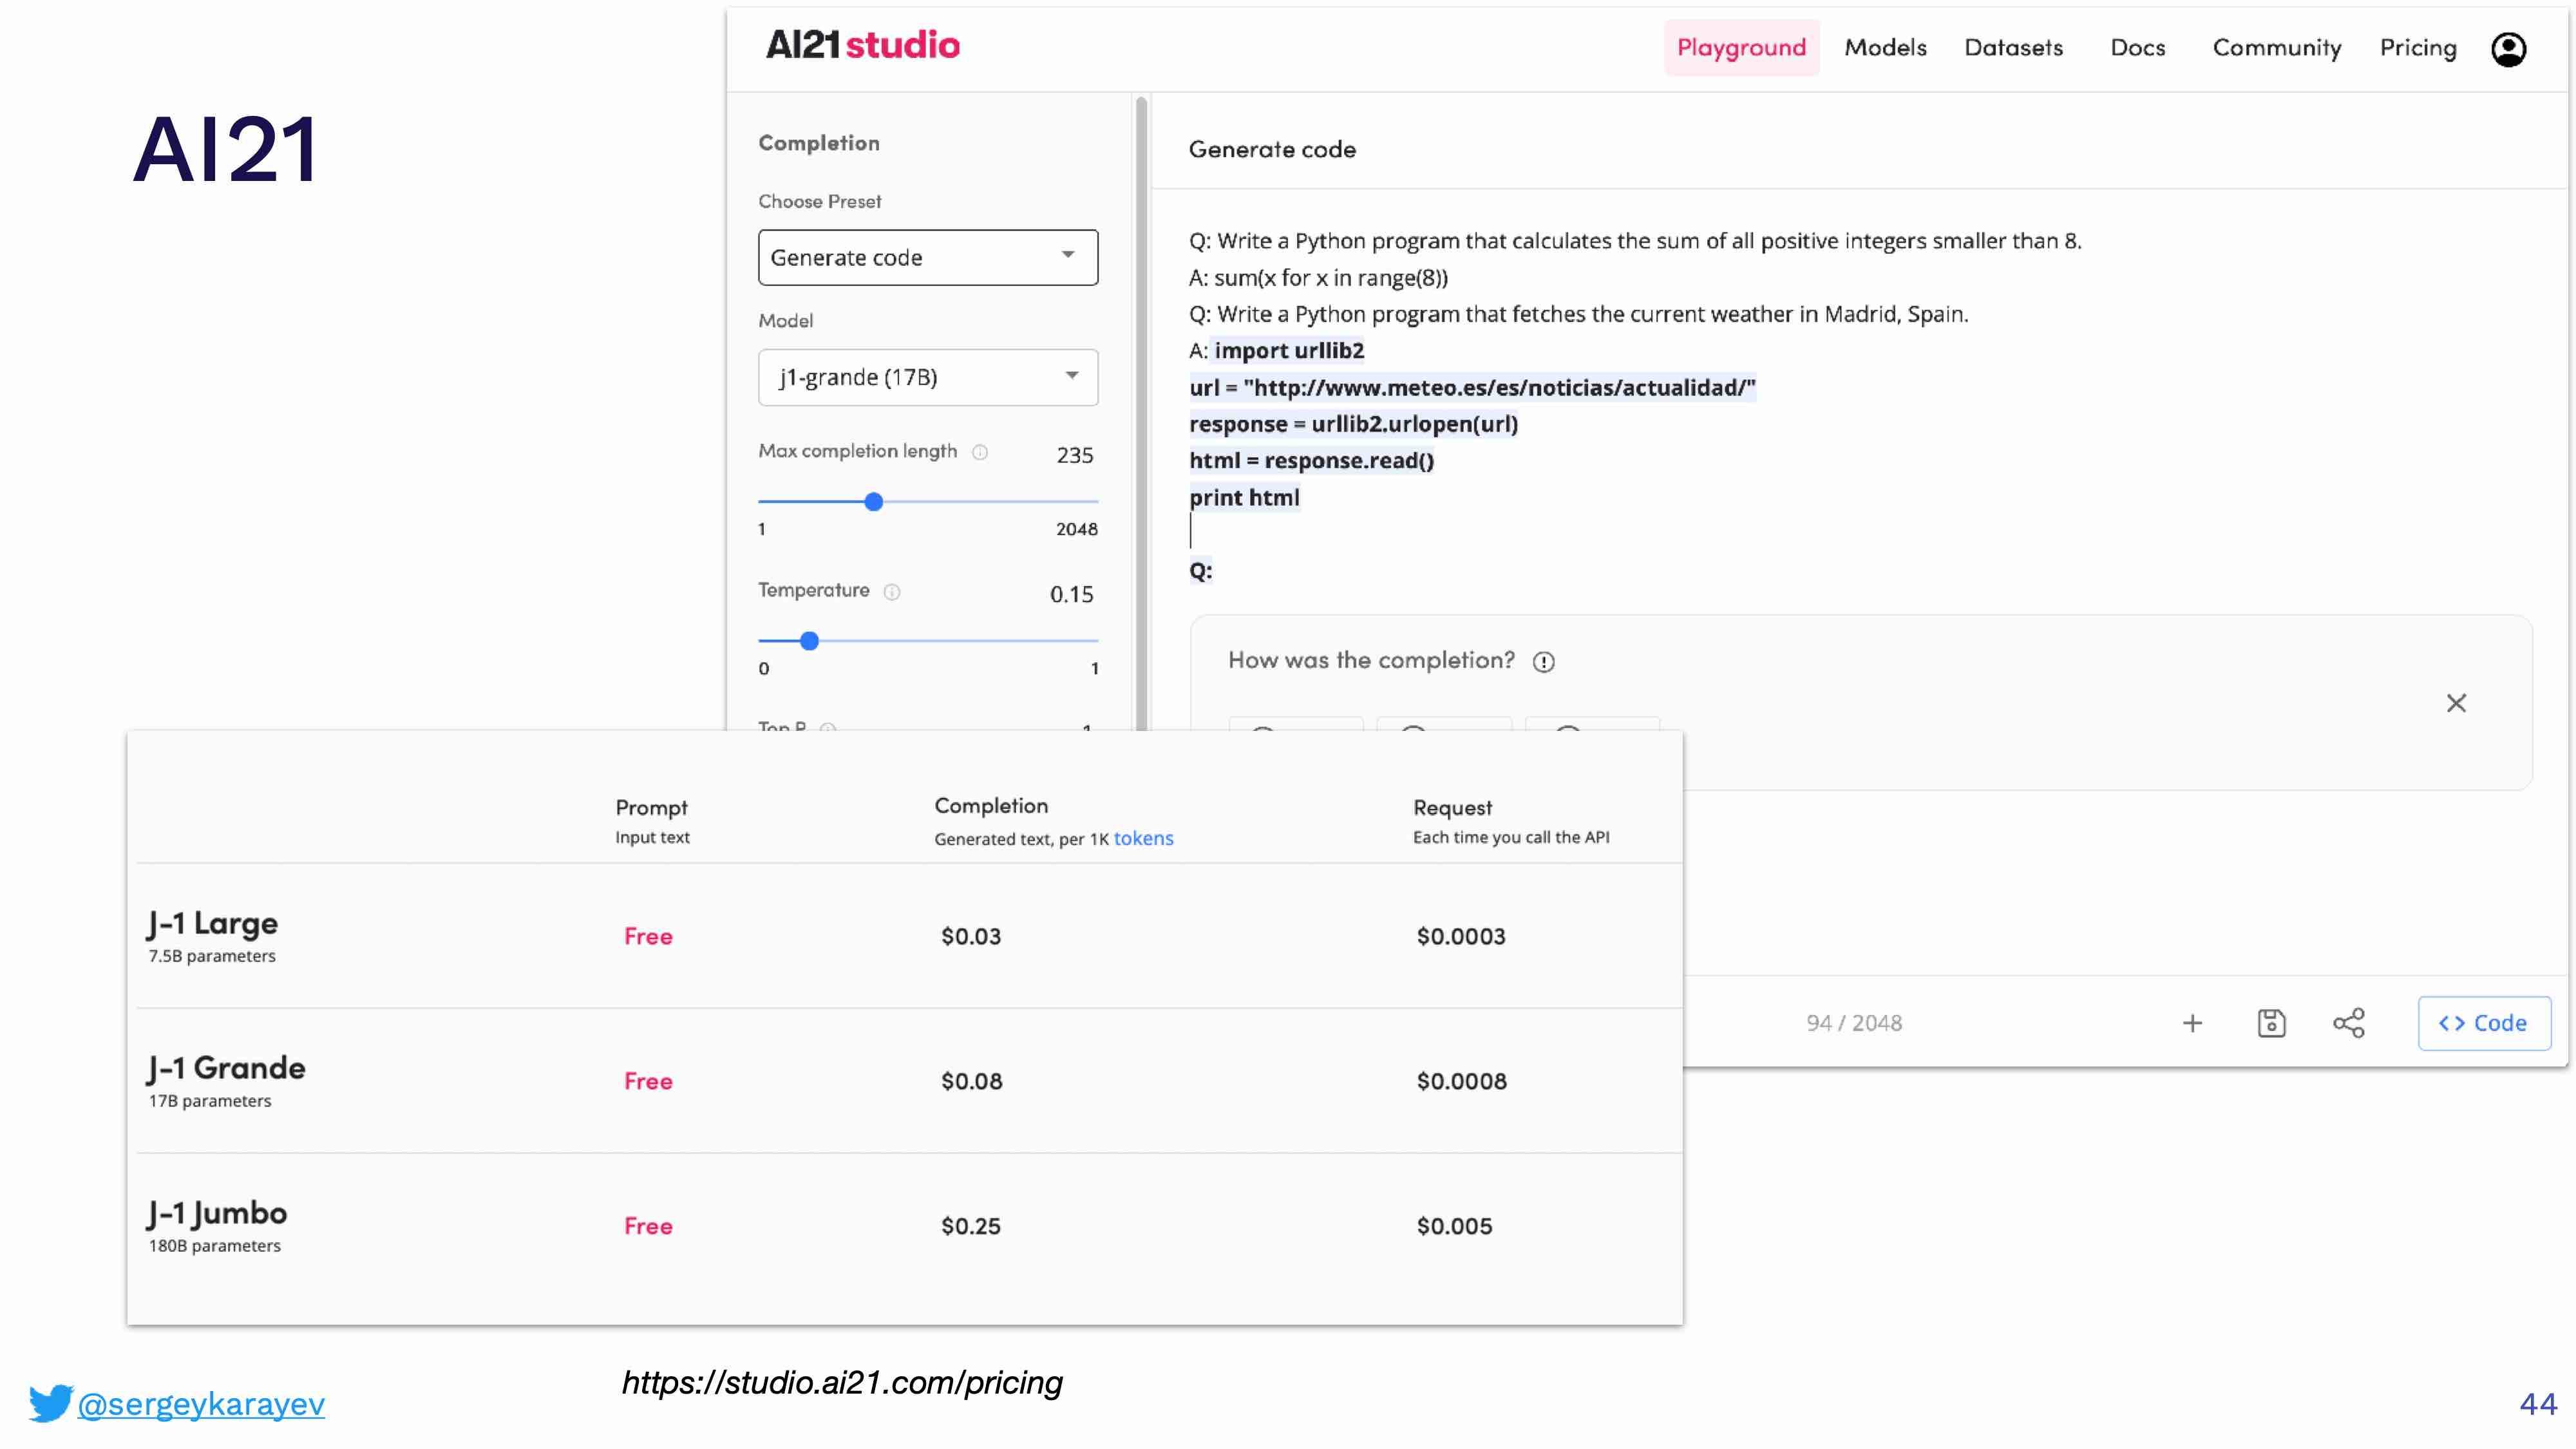 AI21
AI21studio
Playground Models Datasets Docs Community Pricing
Completion
Choose Preset
Generate code
Model
j1-grande (17B)
Max completion length 235
1 2048
Temperature 0.15
0 1
Top P 1
Generate code
Q: Write a Python program that calculates the sum of all positive integers smaller than 8.
A: sum(x for x in range(8))
Q: Write a Python program that fetches the current weather in Madrid, Spain.
A: import urllib2
url = "http://www.meteo.es/es/noticias/actualidad/"
response = urllib2.urlopen(url)
html = response.read()
print html
Q:
How was the completion?
94 / 2048
<> Code
Prompt Completion Request
Input text Generated text, per 1K tokens Each time you call the API
J-1 Large Free $0.03 $0.0003
7.5B parameters
J-1 Grande Free $0.08 $0.0008
17B parameters
J-1 Jumbo Free $0.25 $0.005
180B parameters
https://studio.ai21.com/pricing
@sergeykarayev
44